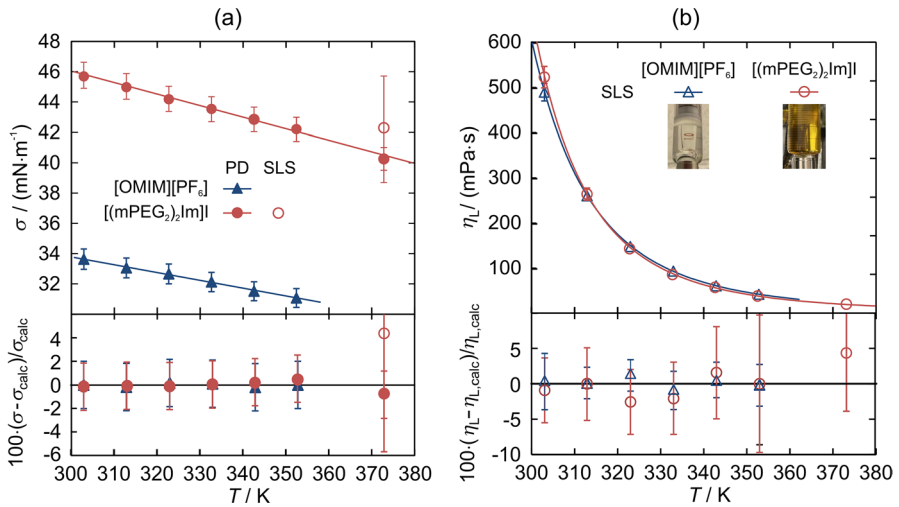 (a)
48
46
44
42
40
38
34
32
σ / (mN·m⁻¹)
PD SLS
[OMIM][PF₆]
[(mPEG₂)₂Im]I
4
2
0
-2
-4
-6
100·(σ-σcalc)/σcalc
300 310 320 330 340 350 360 370 380
T / K
(b)
600
500
400
300
200
100
ηL/ (mPa·s)
[OMIM][PF₆] [(mPEG₂)₂Im]I
SLS
5
0
-5
-10
100·(ηL−ηL,calc)/ηL,calc
300 310 320 330 340 350 360 370 380
T / K